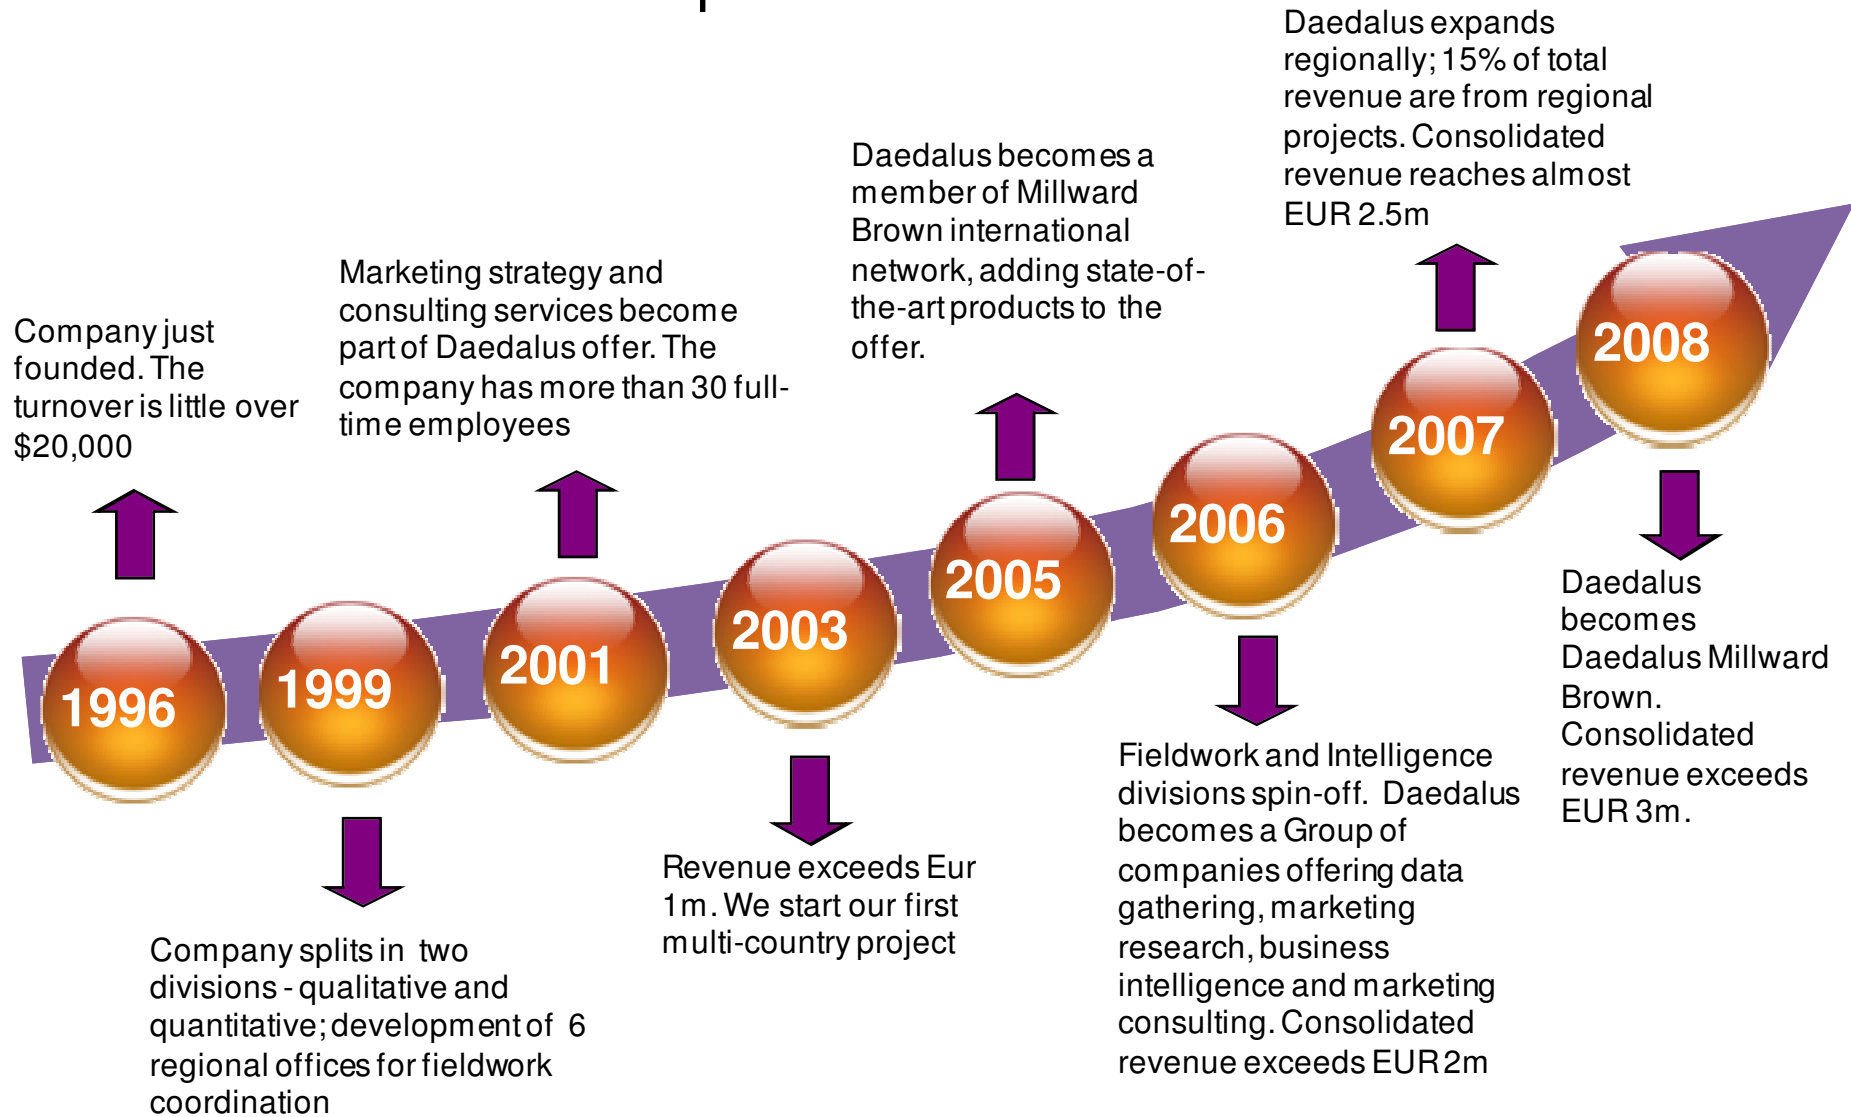 Daedalus expands
regionally; 15% of total
revenue are from regional
projects. Consolidated
revenue reaches almost
EUR 2.5m
Daedalus becomes a
member of Millward
Brown international
network, adding state-of-
the-art products to the
offer.
Marketing strategy and
consulting services become
part of Daedalus offer. The
company has more than 30 full-
time employees
Company just
founded. The
turnover is little over
$20,000
1996
1999
2001
2003
2005
2006
2007
2008
Company splits in two
divisions - qualitative and
quantitative; development of 6
regional offices for fieldwork
coordination
Revenue exceeds Eur
1m. We start our first
multi-country project
Fieldwork and Intelligence
divisions spin-off. Daedalus
becomes a Group of
companies offering data
gathering, marketing
research, business
intelligence and marketing
consulting. Consolidated
revenue exceeds EUR 2m
Daedalus
becomes
Daedalus Millward
Brown.
Consolidated
revenue exceeds
EUR 3m.